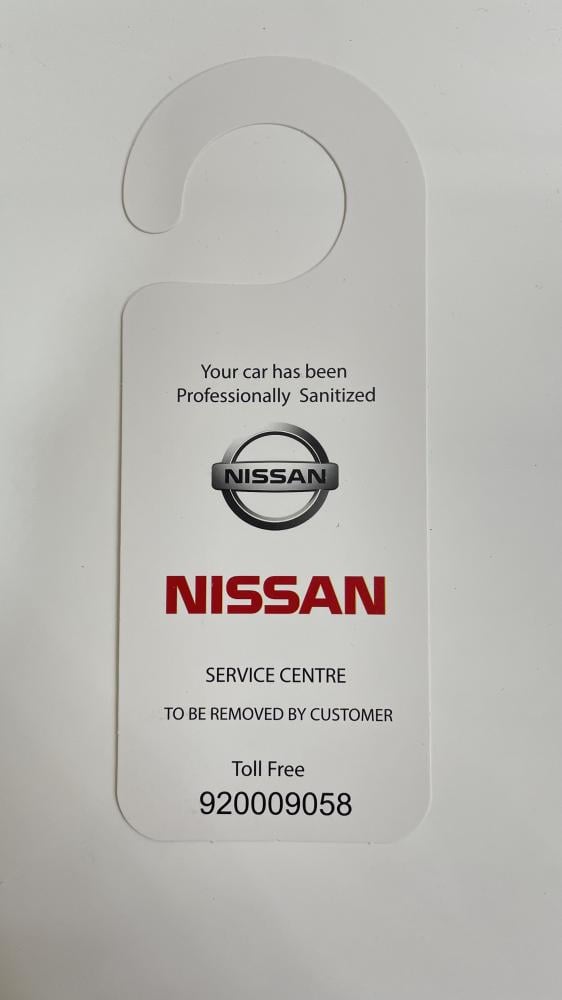 Your car has been
Professionally Sanitized
NISSAN
NISSAN
SERVICE CENTRE
TO BE REMOVED BY CUSTOMER
Toll Free
920009058